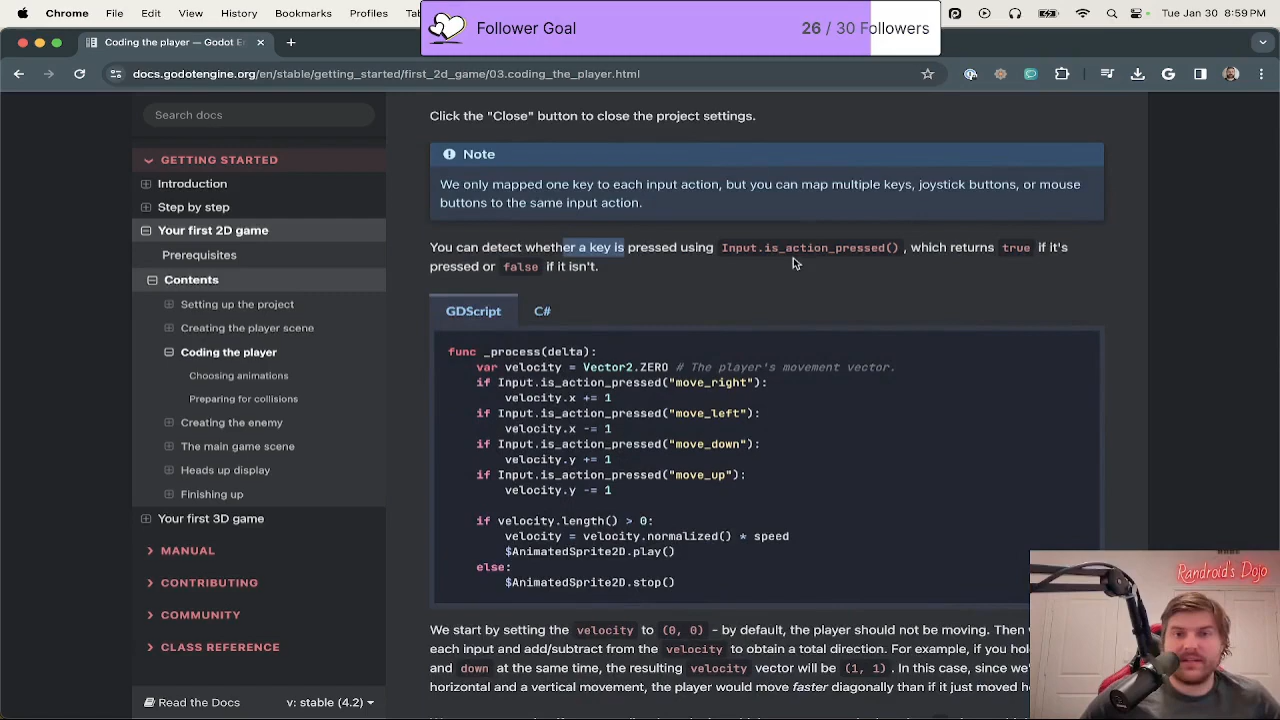 Chrome
File
Edit
View
History
Bookmarks
Profiles
Follower Goal
26 / 30 Followers
Tue Jan 30 8:59 PM
Coding the player — Godot E
docs.godotengine.org/en/stable/getting_started/first_2d_game/03.coding_the_player.html
Search docs
GETTING STARTED
Introduction
Step by step
Your first 2D game
Prerequisites
Contents
Setting up the project
Creating the player scene
Coding the player
Choosing animations
Preparing for collisions
Creating the enemy
The main game scene
Heads up display
Finishing up
Your first 3D game
MANUAL
CONTRIBUTING
COMMUNITY
CLASS REFERENCE
Read the Docs
v: stable (4.2)
Click the "Close" button to close the project settings.
Note
We only mapped one key to each input action, but you can map multiple keys, joystick buttons, or mouse
buttons to the same input action.
You can detect whether a key is pressed using Input.is_action_pressed() , which returns true if it's
pressed or false if it isn't.
GDScript
C#
func _process(delta):
var velocity = Vector2.ZERO # The player's movement vector.
if Input.is_action_pressed("move_right"):
velocity.x += 1
if Input.is_action_pressed("move_left"):
velocity.x -= 1
if Input.is_action_pressed("move_down"):
velocity.y += 1
if Input.is_action_pressed("move_up"):
velocity.y -= 1
if velocity.length() > 0:
velocity = velocity.normalized() * speed
$AnimatedSprite2D.play()
else:
$AnimatedSprite2D.stop()
We start by setting the velocity to (0, 0) - by default, the player should not be moving. Then
each input and add/subtract from the velocity to obtain a total direction. For example, if you hol
and down at the same time, the resulting velocity vector will be (1, 1) . In this case, since we'
horizontal and a vertical movement, the player would move faster diagonally than if it just moved h
Randroid's Dojo